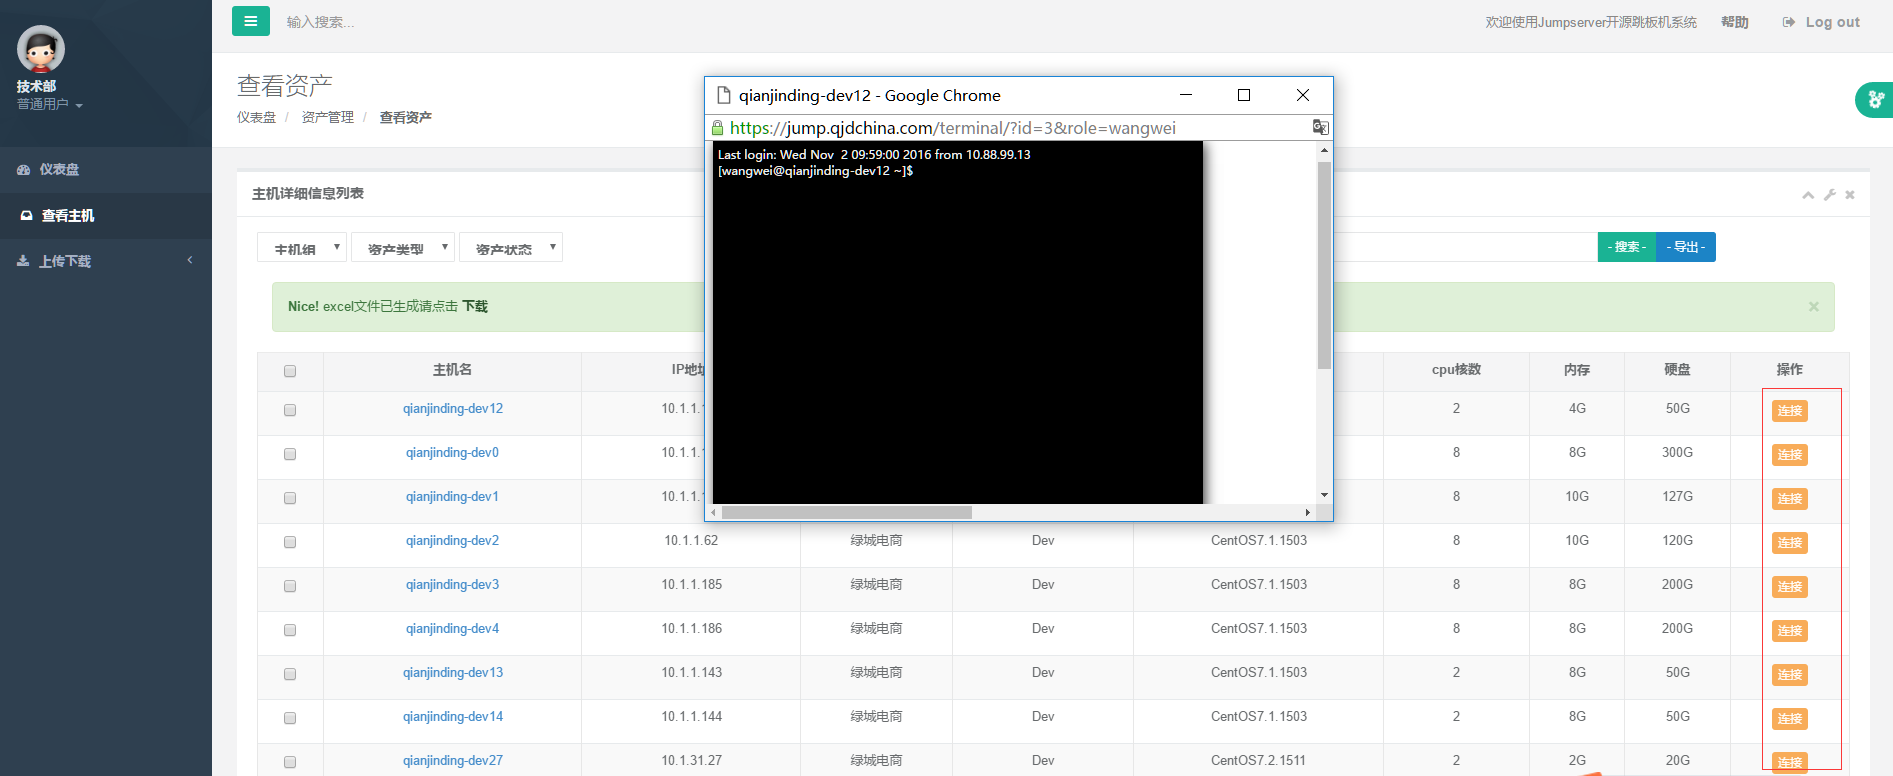 技术部
普通用户
仪表盘
查看主机
上传下载
输入搜索...
欢迎使用Jumpserver开源跳板机系统 帮助 Log out
查看资产
仪表盘 / 资产管理 / 查看资产
qianjinding-dev12 - Google Chrome
https://jump.qjdchina.com/terminal/?id=3&role=wangwei
Last login: Wed Nov  2 09:59:00 2016 from 10.88.99.13
[wangwei@qianjinding-dev12 ~]$
主机详细信息列表
主机组 资产类型 资产状态 - 搜索 - - 导出 -
Nice! excel文件已生成请点击 下载 ×
主机名 IP地 cpu核数 内存 硬盘 操作
qianjinding-dev12 10.1.1. 2 4G 50G 连接
qianjinding-dev0 10.1.1. 8 8G 300G 连接
qianjinding-dev1 10.1.1. 8 10G 127G 连接
qianjinding-dev2 10.1.1.62 绿城电商 Dev CentOS7.1.1503 8 10G 120G 连接
qianjinding-dev3 10.1.1.185 绿城电商 Dev CentOS7.1.1503 8 8G 200G 连接
qianjinding-dev4 10.1.1.186 绿城电商 Dev CentOS7.1.1503 8 8G 200G 连接
qianjinding-dev13 10.1.1.143 绿城电商 Dev CentOS7.1.1503 2 8G 50G 连接
qianjinding-dev14 10.1.1.144 绿城电商 Dev CentOS7.1.1503 2 8G 50G 连接
qianjinding-dev27 10.1.31.27 绿城电商 Dev CentOS7.2.1511 2 2G 20G 连接